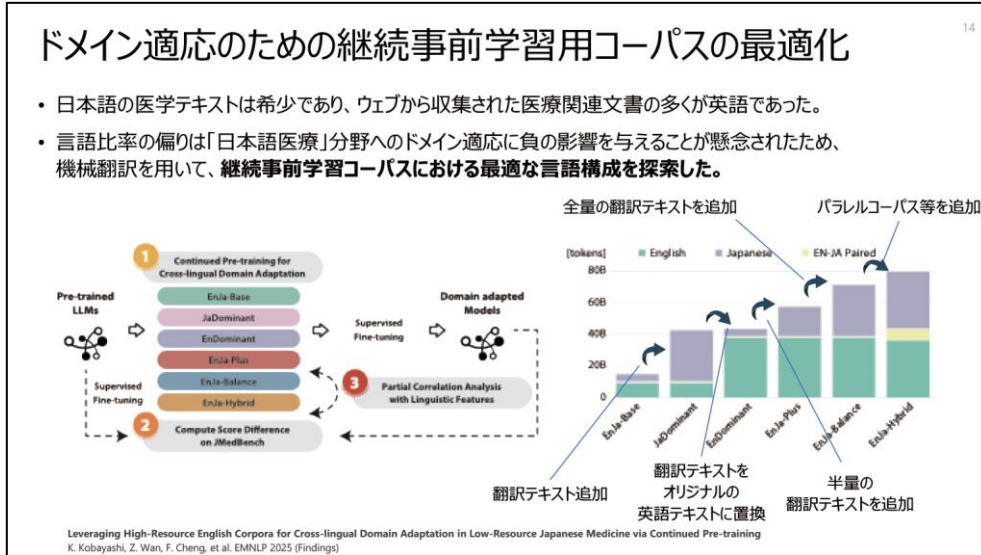 14
ドメイン適応のための継続事前学習用コーパスの最適化
• 日本語の医学テキストは希少であり、ウェブから収集された医療関連文書の多くが英語であった。
• 言語比率の偏りは「日本語医療」分野へのドメイン適応に負の影響を与えることが懸念されたため、
機械翻訳を用いて、継続事前学習コーパスにおける最適な言語構成を探索した。
1
Continued Pre-training for
Cross-lingual Domain Adaptation
Pre-trained
LLMs
EnJa-Base
JaDominant
EnDominant
EnJa-Plus
EnJa-Balance
EnJa-Hybrid
Supervised
Fine-tuning
Domain adapted
Models
Supervised
Fine-tuning
3
Partial Correlation Analysis
with Linguistic Features
2
Compute Score Difference
on JMedBench
全量の翻訳テキストを追加
パラレルコーパス等を追加
[tokens]
English
Japanese
EN-JA Paired
80B
60B
40B
20B
0
EnJa-Base
JaDominant
EnDominant
EnJa-Plus
EnJa-Balance
EnJa-Hybrid
翻訳テキスト追加
翻訳テキストを
オリジナルの
英語テキストに置換
半量の
翻訳テキストを追加
Leveraging High-Resource English Corpora for Cross-lingual Domain Adaptation in Low-Resource Japanese Medicine via Continued Pre-training
K. Kobayashi, Z. Wan, F. Cheng, et al. EMNLP 2025 (Findings)